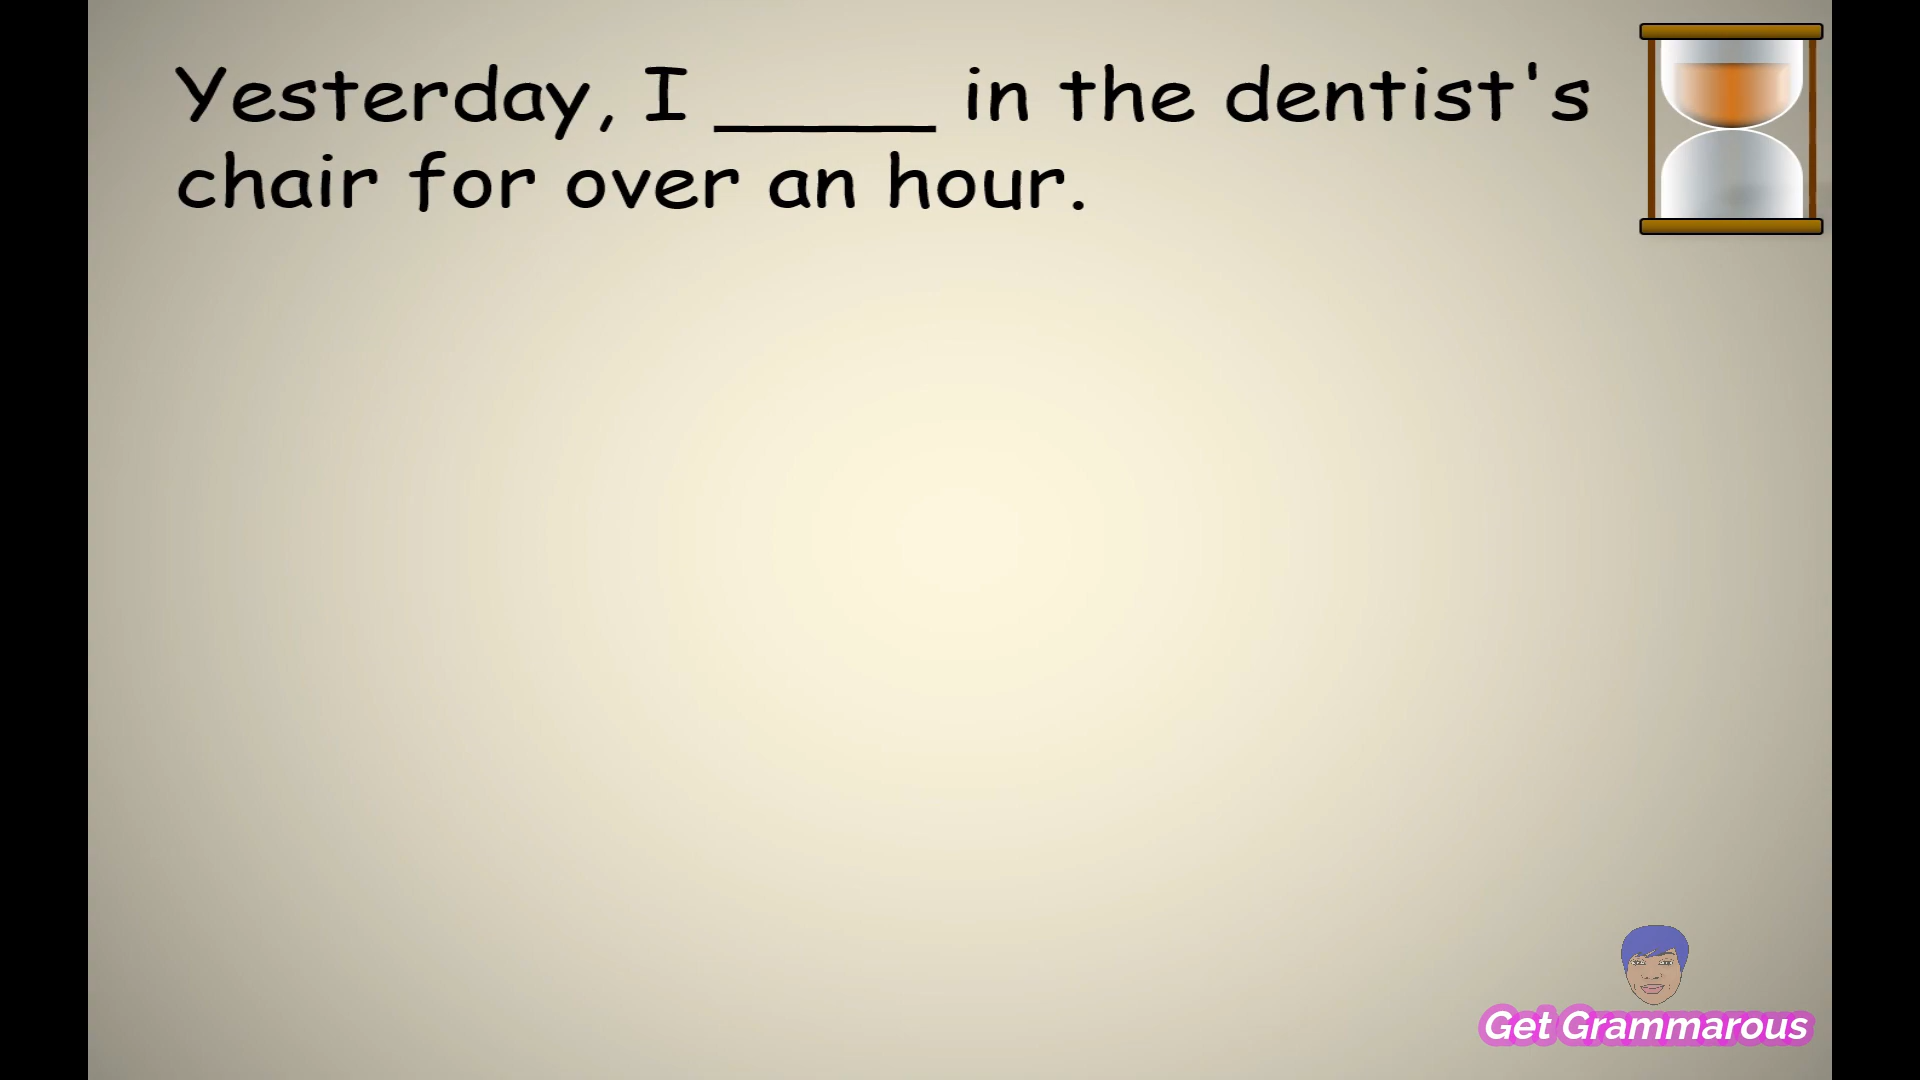 Yesterday, I _____ in the dentist's
chair for over an hour.
Get Grammarous